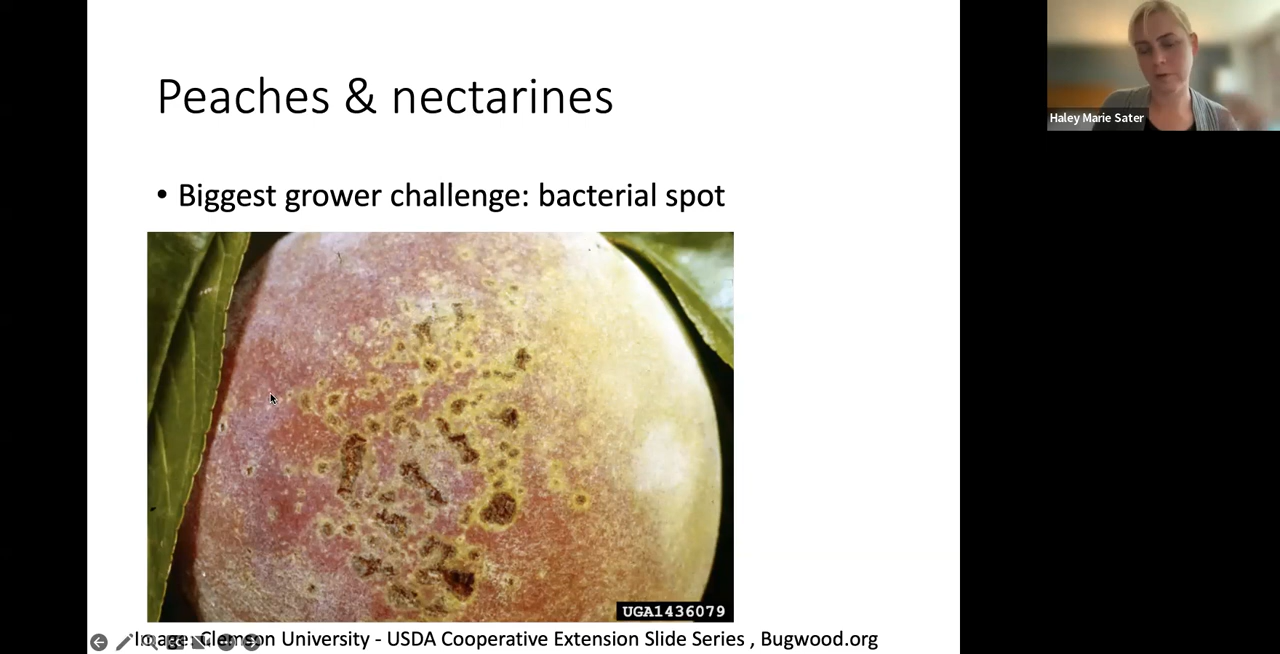 Peaches & nectarines
Haley Marie Sater
• Biggest grower challenge: bacterial spot
UGA1436079
Image: Clemson University - USDA Cooperative Extension Slide Series , Bugwood.org